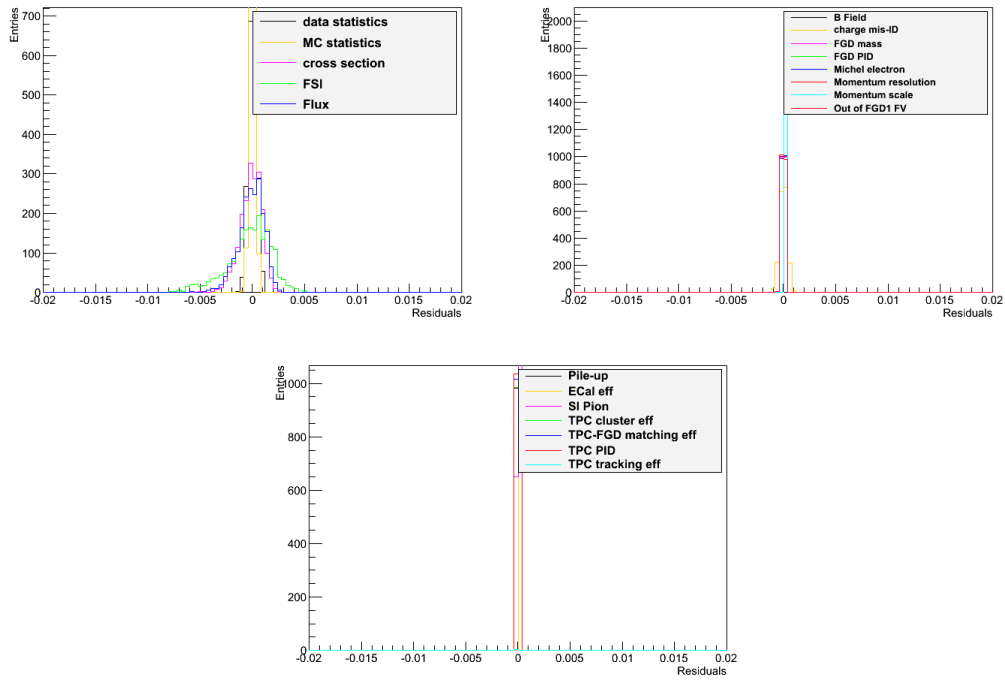 Entries
700
600
500
400
300
200
100
0
data statistics
MC statistics
cross section
FSI
Flux
-0.02 -0.015 -0.01 -0.005 0 0.005 0.01 0.015 0.02
Residuals
Entries
2000
1800
1600
1400
1200
1000
800
600
400
200
0
B Field
charge mis-ID
FGD mass
FGD PID
Michel electron
Momentum resolution
Momentum scale
Out of FGD1 FV
-0.02 -0.015 -0.01 -0.005 0 0.005 0.01 0.015 0.02
Residuals
Entries
1000
800
600
400
200
0
Pile-up
ECal eff
SI Pion
TPC cluster eff
TPC-FGD matching eff
TPC PID
TPC tracking eff
-0.02 -0.015 -0.01 -0.005 0 0.005 0.01 0.015 0.02
Residuals